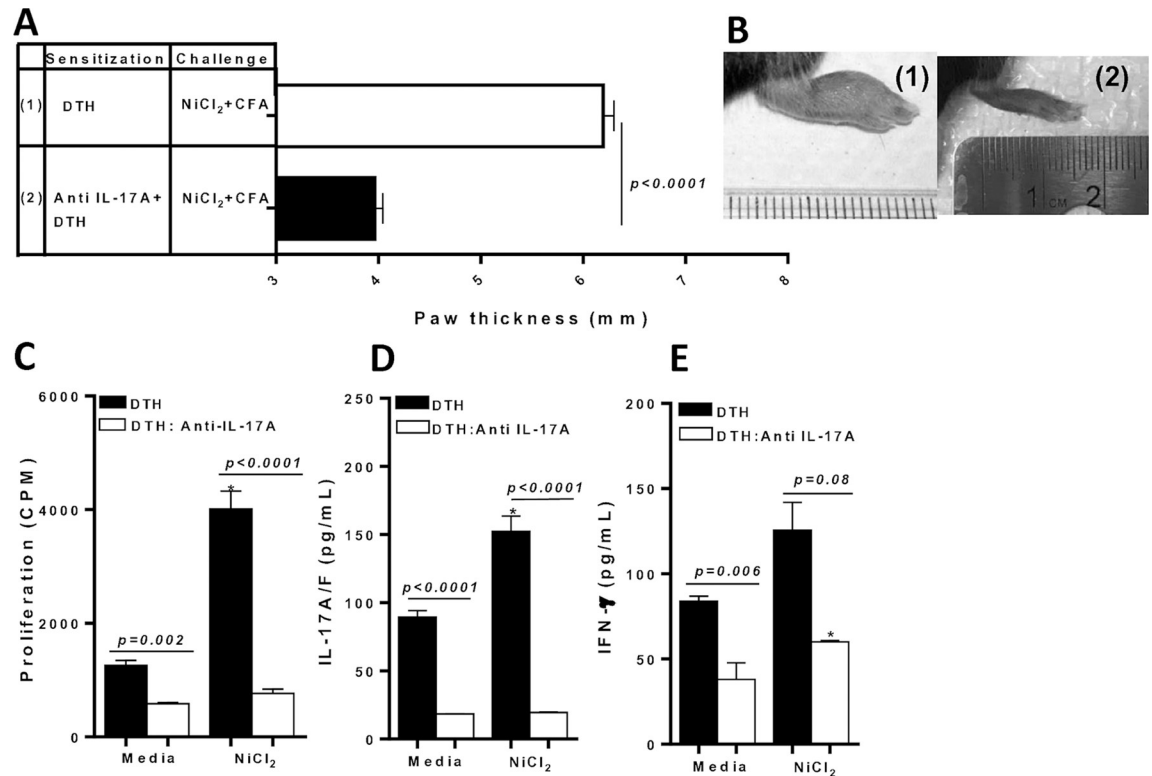 A
Sensitization Challenge
(1) DTH NiCl₂+CFA
(2) Anti IL-17A+ NiCl₂+CFA
DTH
p<0.0001
3 4 5 6 7 8
Paw thickness (mm)
B
(1)
(2)
1 CM 2
C
Proliferation (CPM)
6000
4000
2000
0
DTH
DTH: Anti-IL-17A
p<0.0001
*
p=0.002
Media NiCl₂
D
IL-17A/F (pg/mL)
250
200
150
100
50
0
DTH
DTH:Anti IL-17A
p<0.0001
*
p<0.0001
Media NiCl₂
E
IFN-γ (pg/mL)
200
150
100
50
0
DTH
DTH:Anti IL-17A
p=0.08
p=0.006
*
Media NiCl₂